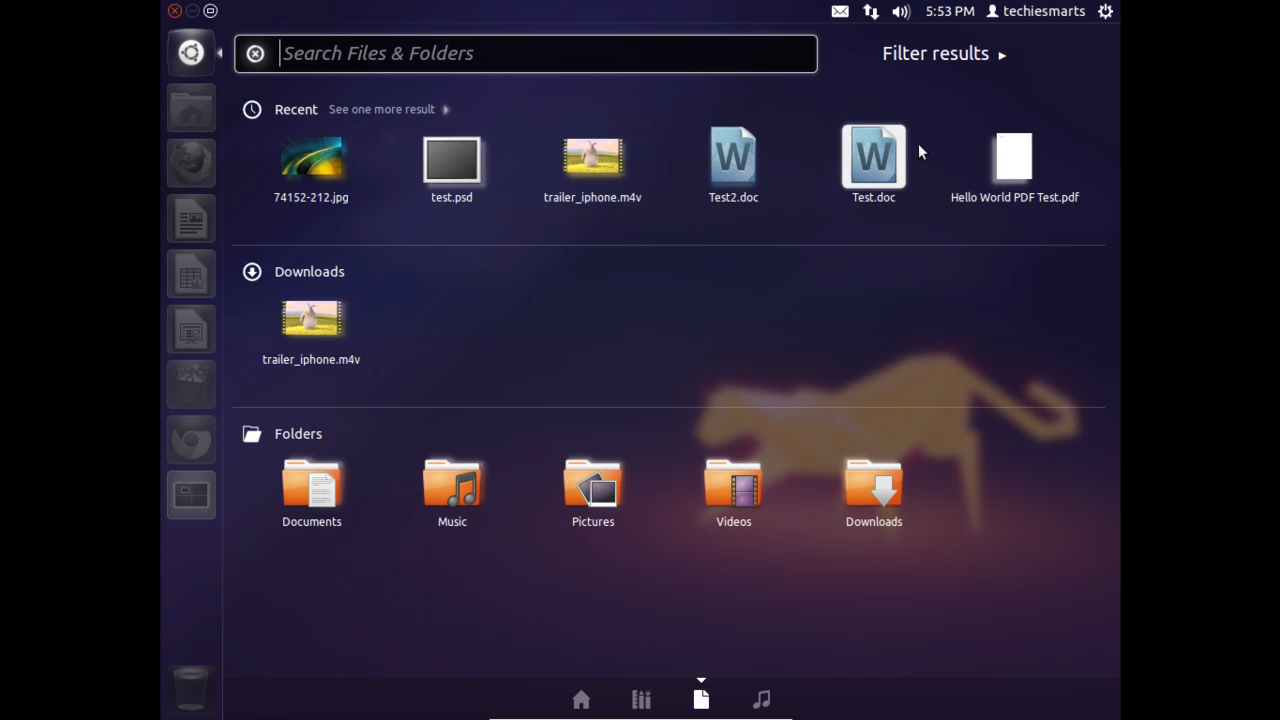 5:53 PM techiesmarts
Search Files & Folders
Filter results
Recent See one more result
74152-212.jpg test.psd trailer_iphone.m4v Test2.doc Test.doc Hello World PDF Test.pdf
Downloads
trailer_iphone.m4v
Folders
Documents Music Pictures Videos Downloads